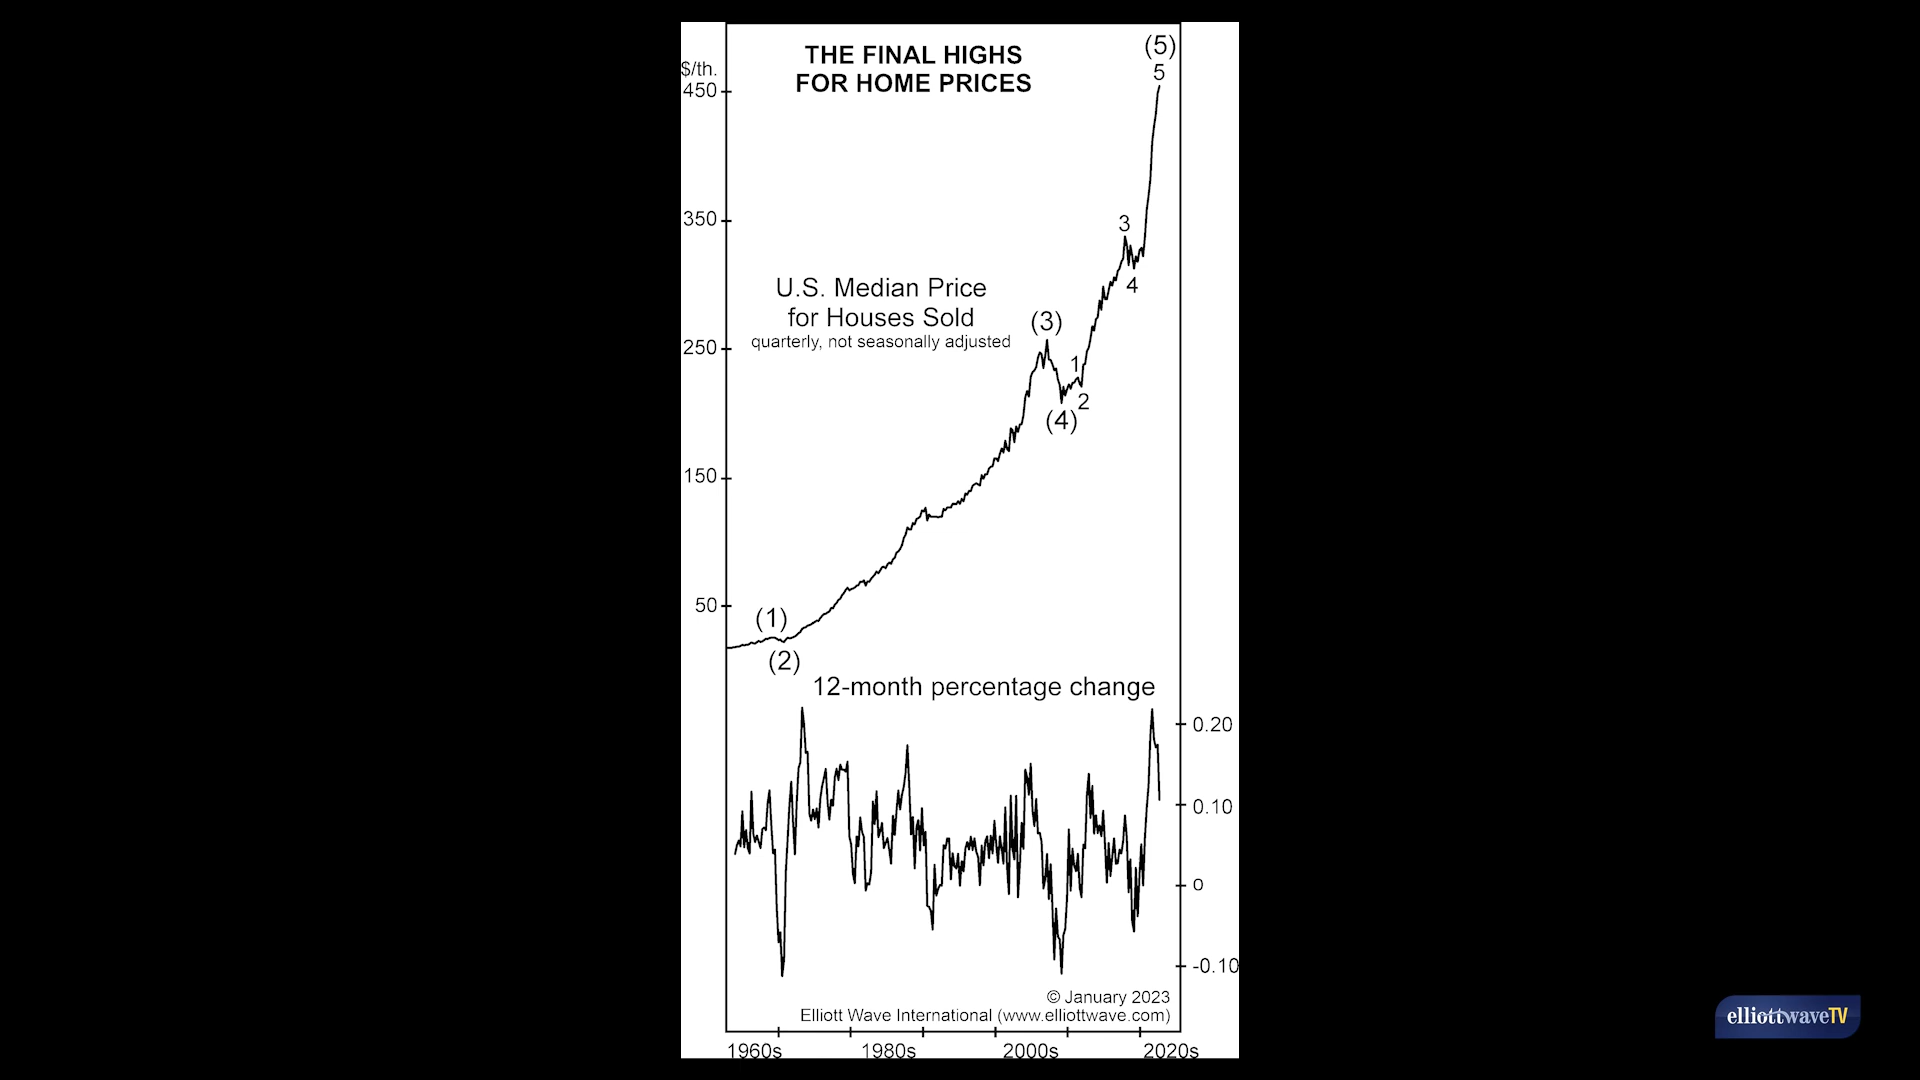 THE FINAL HIGHS
FOR HOME PRICES
(5)
5
$/th.
450
350
3
4
U.S. Median Price
for Houses Sold
quarterly, not seasonally adjusted
(3)
250
1
2
(4)
150
50
(1)
(2)
12-month percentage change
0.20
0.10
0
-0.10
© January 2023
Elliott Wave International (www.elliottwave.com)
1960s 1980s 2000s 2020s
elliottwaveTV